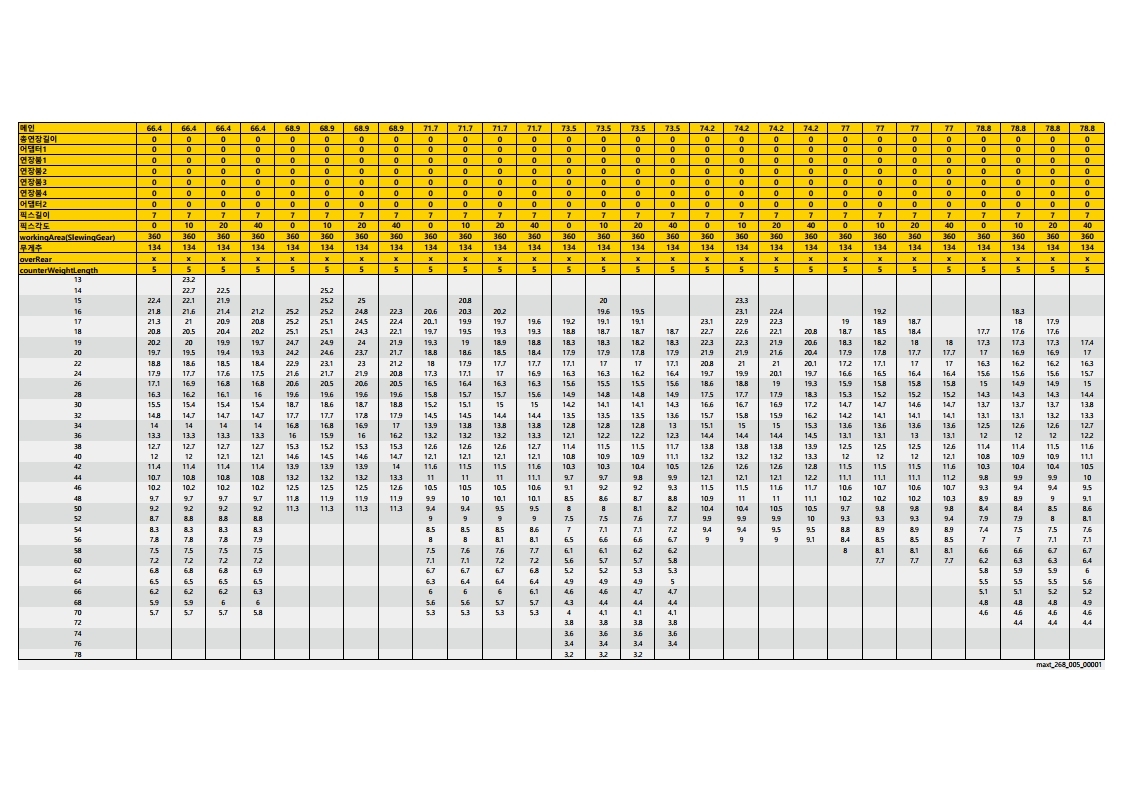 메인 66.4 66.4 66.4 66.4 68.9 68.9 68.9 68.9 71.7 71.7 71.7 71.7 73.5 73.5 73.5 73.5 74.2 74.2 74.2 74.2 77 77 77 77 78.8 78.8 78.8 78.8
총연장길이 0 0 0 0 0 0 0 0 0 0 0 0 0 0 0 0 0 0 0 0 0 0 0 0 0 0 0 0
어댑터1 0 0 0 0 0 0 0 0 0 0 0 0 0 0 0 0 0 0 0 0 0 0 0 0 0 0 0 0
연장붐1 0 0 0 0 0 0 0 0 0 0 0 0 0 0 0 0 0 0 0 0 0 0 0 0 0 0 0 0
연장붐2 0 0 0 0 0 0 0 0 0 0 0 0 0 0 0 0 0 0 0 0 0 0 0 0 0 0 0 0
연장붐3 0 0 0 0 0 0 0 0 0 0 0 0 0 0 0 0 0 0 0 0 0 0 0 0 0 0 0 0
연장붐4 0 0 0 0 0 0 0 0 0 0 0 0 0 0 0 0 0 0 0 0 0 0 0 0 0 0 0 0
어댑터2 0 0 0 0 0 0 0 0 0 0 0 0 0 0 0 0 0 0 0 0 0 0 0 0 0 0 0 0
픽스길이 7 7 7 7 7 7 7 7 7 7 7 7 7 7 7 7 7 7 7 7 7 7 7 7 7 7 7 7
픽스각도 0 10 20 40 0 10 20 40 0 10 20 40 0 10 20 40 0 10 20 40 0 10 20 40 0 10 20 40
workingArea(SlewingGear) 360 360 360 360 360 360 360 360 360 360 360 360 360 360 360 360 360 360 360 360 360 360 360 360 360 360 360 360
무게추 134 134 134 134 134 134 134 134 134 134 134 134 134 134 134 134 134 134 134 134 134 134 134 134 134 134 134 134
overRear x x x x x x x x x x x x x x x x x x x x x x x x x x x x
counterWeightLength 5 5 5 5 5 5 5 5 5 5 5 5 5 5 5 5 5 5 5 5 5 5 5 5 5 5 5 5
13 23.2
14 22.7 22.5 25.2
15 22.4 22.1 21.9 25.2 25 20.8 20 23.3
16 21.8 21.6 21.4 21.2 25.2 25.2 24.8 22.3 20.6 20.3 20.2 19.6 19.5 23.1 22.4 19.2 18.3
17 21.3 21 20.9 20.8 25.2 25.1 24.5 22.4 20.1 19.9 19.7 19.6 19.2 19.1 19.1 23.1 22.9 22.3 19 18.9 18.7 18 17.9
18 20.8 20.5 20.4 20.2 25.1 25.1 24.3 22.1 19.7 19.5 19.3 19.3 18.8 18.7 18.7 18.7 22.7 22.6 22.1 20.8 18.7 18.5 18.4 17.7 17.6 17.6
19 20.2 20 19.9 19.7 24.7 24.9 24 21.9 19.3 19 18.9 18.8 18.3 18.3 18.2 18.3 22.3 22.3 21.9 20.6 18.3 18.2 18 18 17.3 17.3 17.3 17.4
20 19.7 19.5 19.4 19.3 24.2 24.6 23.7 21.7 18.8 18.6 18.5 18.4 17.9 17.9 17.8 17.9 21.9 21.9 21.6 20.4 17.9 17.8 17.7 17.7 17 16.9 16.9 17
22 18.8 18.6 18.5 18.4 22.9 23.1 23 21.2 18 17.9 17.7 17.7 17.1 17 17 17.1 20.8 21 21 20.1 17.2 17.1 17 17 16.3 16.2 16.2 16.3
24 17.9 17.7 17.6 17.5 21.6 21.7 21.9 20.8 17.3 17.1 17 16.9 16.3 16.3 16.2 16.4 19.7 19.9 20.1 19.7 16.6 16.5 16.4 16.4 15.6 15.6 15.6 15.7
26 17.1 16.9 16.8 16.8 20.6 20.5 20.6 20.5 16.5 16.4 16.3 16.3 15.6 15.5 15.5 15.6 18.6 18.8 19 19.3 15.9 15.8 15.8 15.8 15 14.9 14.9 15
28 16.3 16.2 16.1 16 19.6 19.6 19.6 19.6 15.8 15.7 15.7 15.6 14.9 14.8 14.8 14.9 17.5 17.7 17.9 18.3 15.3 15.2 15.2 15.2 14.3 14.3 14.3 14.4
30 15.5 15.4 15.4 15.4 18.7 18.6 18.8 18.7 15.2 15.1 15 15 14.2 14.1 14.1 14.3 16.6 16.7 16.9 17.2 14.7 14.7 14.6 14.7 13.7 13.7 13.7 13.8
32 14.8 14.7 14.7 14.7 17.7 17.7 17.8 17.9 14.5 14.5 14.4 14.4 13.5 13.5 13.5 13.6 15.7 15.8 15.9 16.2 14.2 14.1 14.1 14.1 13.1 13.1 13.2 13.3
34 14 14 14 14 16.8 16.8 16.9 17 13.9 13.8 13.8 13.8 12.8 12.8 12.8 13 15.1 15 15 15.3 13.6 13.6 13.6 13.6 12.5 12.6 12.6 12.7
36 13.3 13.3 13.3 13.3 16 15.9 16 16.2 13.2 13.2 13.2 13.3 12.1 12.2 12.2 12.3 14.4 14.4 14.4 14.5 13.1 13.1 13 13.1 12 12 12 12.2
38 12.7 12.7 12.7 12.7 15.3 15.2 15.3 15.3 12.7 12.6 12.6 12.7 11.4 11.5 11.5 11.7 13.8 13.8 13.8 13.8 12.5 12.5 12.5 12.6 11.4 11.4 11.5 11.6
40 12 12 12.1 12.1 14.6 14.5 14.6 14.7 12.1 12.1 12.1 12.1 10.8 10.9 10.9 11.1 13.2 13.2 13.2 13.3 12 12 12 12.1 10.8 10.9 10.9 11.1
42 11.4 11.4 11.4 11.4 13.9 13.9 13.9 14 11.6 11.5 11.5 11.6 10.3 10.3 10.4 10.5 12.6 12.6 12.6 12.8 11.5 11.5 11.5 11.6 10.3 10.4 10.4 10.5
44 10.7 10.8 10.8 10.8 13.2 13.2 13.2 13.3 11 11 11 11.1 9.7 9.7 9.8 9.9 12.1 12.1 12.1 12.2 11.1 11.1 11.1 11.2 9.8 9.9 9.9 10
46 10.2 10.2 10.2 10.2 12.5 12.5 12.5 12.6 10.5 10.5 10.5 10.6 9.1 9.2 9.2 9.3 11.5 11.5 11.6 11.7 10.6 10.7 10.6 10.7 9.3 9.4 9.4 9.5
48 9.7 9.7 9.7 9.7 11.8 11.9 11.9 11.9 9.9 10 10.1 10.1 8.5 8.6 8.7 8.8 10.9 11 11 11.1 10.2 10.2 10.2 10.3 8.9 8.9 9 9.1
50 9.2 9.2 9.2 9.2 11.3 11.3 11.3 11.3 9.4 9.4 9.5 9.5 8 8 8.1 8.2 10.4 10.4 10.5 10.5 9.7 9.8 9.8 9.8 8.4 8.4 8.5 8.6
52 8.7 8.8 8.8 8.8 9 9 9 9 7.5 7.5 7.6 7.7 9.9 9.9 9.9 10 9.3 9.3 9.3 9.4 7.9 7.9 8 8.1
54 8.3 8.3 8.3 8.3 8.5 8.5 8.5 8.6 7 7.1 7.1 7.2 9.4 9.4 9.5 9.5 8.8 8.9 8.9 8.9 7.4 7.5 7.5 7.6
56 7.8 7.8 7.8 7.9 8 8 8.1 8.1 6.5 6.6 6.6 6.7 9 9 9 9.1 8.4 8.5 8.5 8.5 7 7 7.1 7.1
58 7.5 7.5 7.5 7.5 7.5 7.6 7.6 7.7 6.1 6.1 6.2 6.2 8 8.1 8.1 8.1 6.6 6.6 6.7 6.7
60 7.2 7.2 7.2 7.2 7.1 7.1 7.2 7.2 5.6 5.7 5.7 5.8 7.7 7.7 7.7 6.2 6.3 6.3 6.4
62 6.8 6.8 6.8 6.9 6.7 6.7 6.7 6.8 5.2 5.2 5.3 5.3 5.8 5.9 5.9 6
64 6.5 6.5 6.5 6.5 6.3 6.4 6.4 6.4 4.9 4.9 4.9 5 5.5 5.5 5.5 5.6
66 6.2 6.2 6.2 6.3 6 6 6 6.1 4.6 4.6 4.7 4.7 5.1 5.1 5.2 5.2
68 5.9 5.9 6 6 5.6 5.6 5.7 5.7 4.3 4.4 4.4 4.4 4.8 4.8 4.8 4.9
70 5.7 5.7 5.7 5.8 5.3 5.3 5.3 5.3 4 4.1 4.1 4.1 4.6 4.6 4.6 4.6
72 3.8 3.8 3.8 3.8 4.4 4.4 4.4
74 3.6 3.6 3.6 3.6
76 3.4 3.4 3.4 3.4
78 3.2 3.2 3.2
maxt_268_005_00001